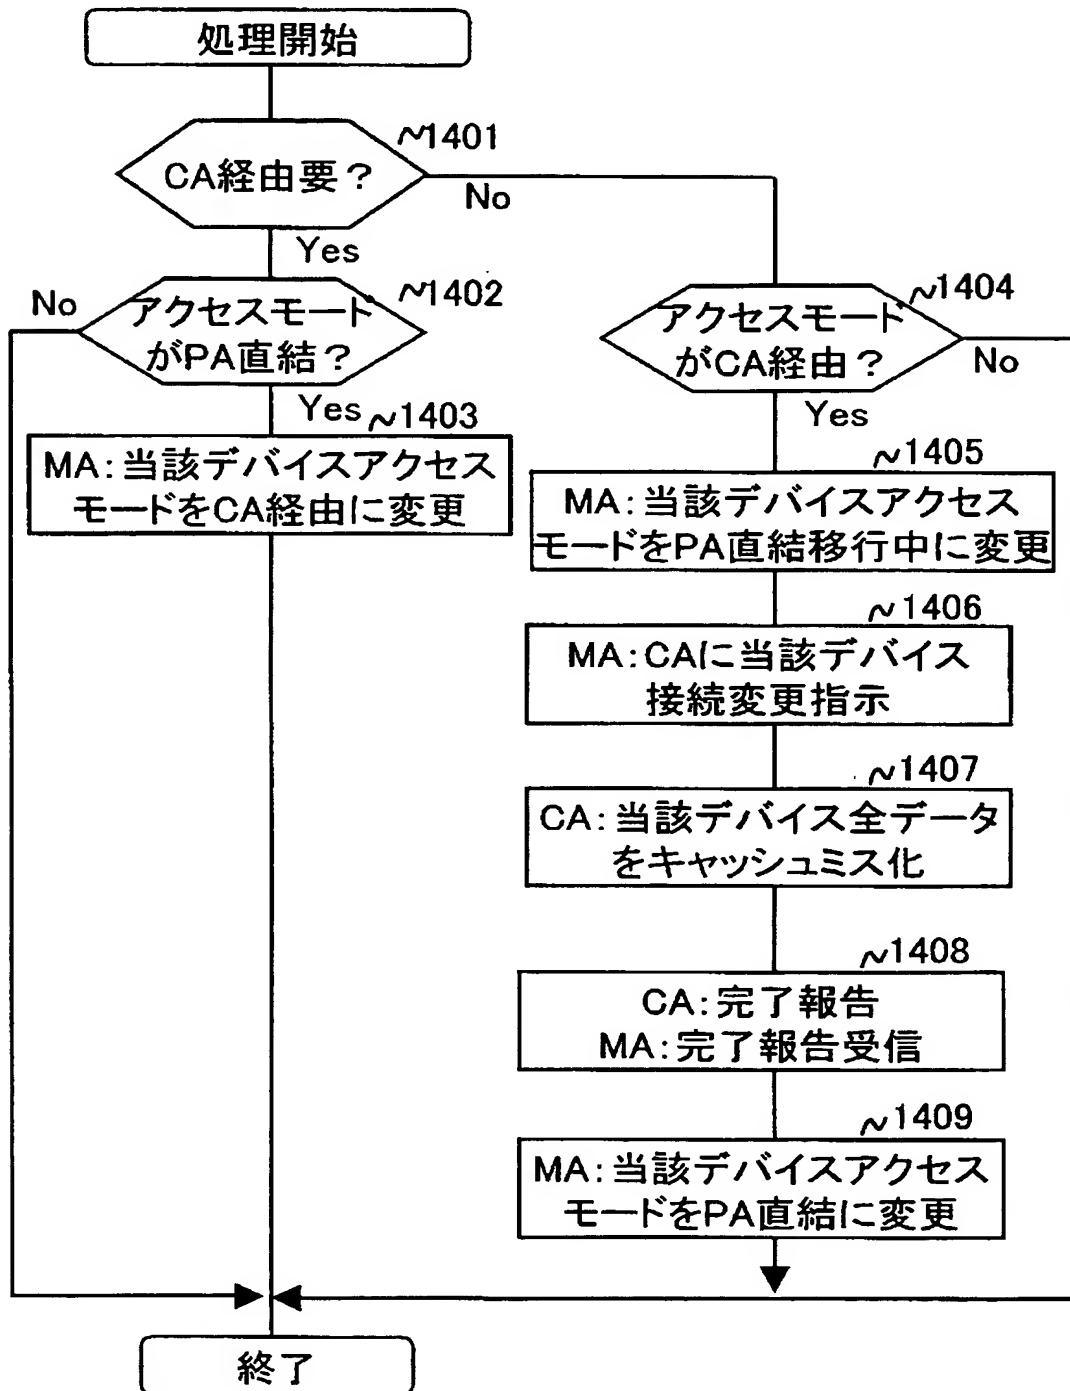 処理開始
~1401
CA経由要?
No
Yes
~1402
No
アクセスモード
がPA直結?
Yes
~1403
MA:当該デバイスアクセス
モードをCA経由に変更
~1404
アクセスモード
がCA経由?
No
Yes
~1405
MA:当該デバイスアクセス
モードをPA直結移行中に変更
~1406
MA:CAに当該デバイス
接続変更指示
~1407
CA:当該デバイス全データ
をキャッシュミス化
~1408
CA:完了報告
MA:完了報告受信
~1409
MA:当該デバイスアクセス
モードをPA直結に変更
終了